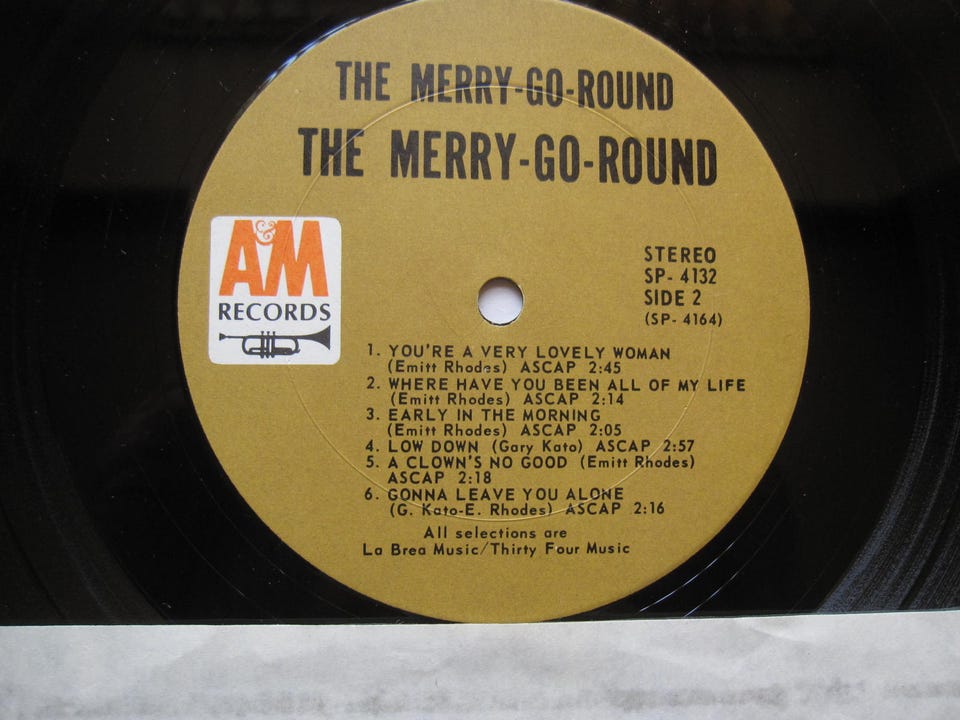 THE MERRY-GO-ROUND
THE MERRY-GO-ROUND
A&M
RECORDS
STEREO
SP- 4132
SIDE 2
(SP- 4164)
1. YOU'RE A VERY LOVELY WOMAN
(Emitt Rhodes) ASCAP 2:45
2. WHERE HAVE YOU BEEN ALL OF MY LIFE
(Emitt Rhodes) ASCAP 2:14
3. EARLY IN THE MORNING
(Emitt Rhodes) ASCAP 2:05
4. LOW DOWN (Gary Kato) ASCAP 2:57
5. A CLOWN'S NO GOOD (Emitt Rhodes)
ASCAP 2:18
6. GONNA LEAVE YOU ALONE
(G. Kato-E. Rhodes) ASCAP 2:16
All selections are
La Brea Music/Thirty Four Music